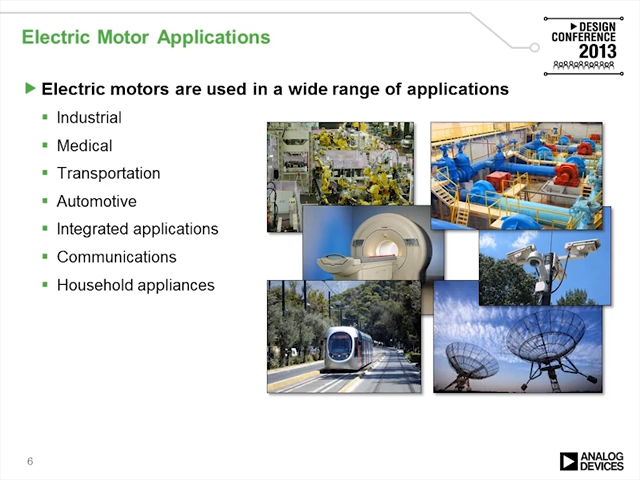 Electric Motor Applications
DESIGN
CONFERENCE
2013
Electric motors are used in a wide range of applications
Industrial
Medical
Transportation
Automotive
Integrated applications
Communications
Household appliances
6
ANALOG
DEVICES